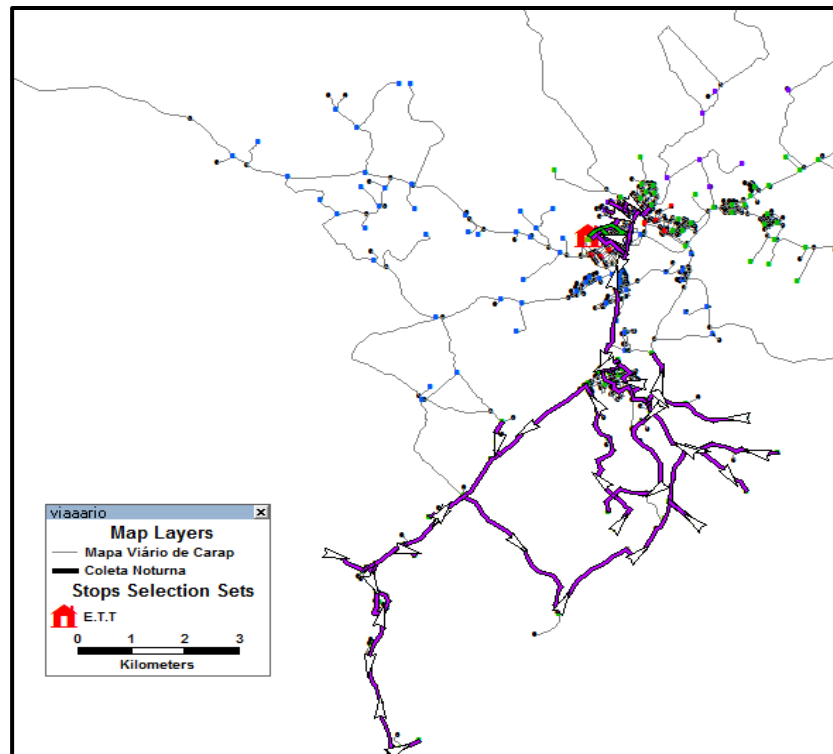 viaaario
Map Layers
Mapa Viário de Carap
Coleta Noturna
Stops Selection Sets
E.T.T
0 1 2 3
Kilometers